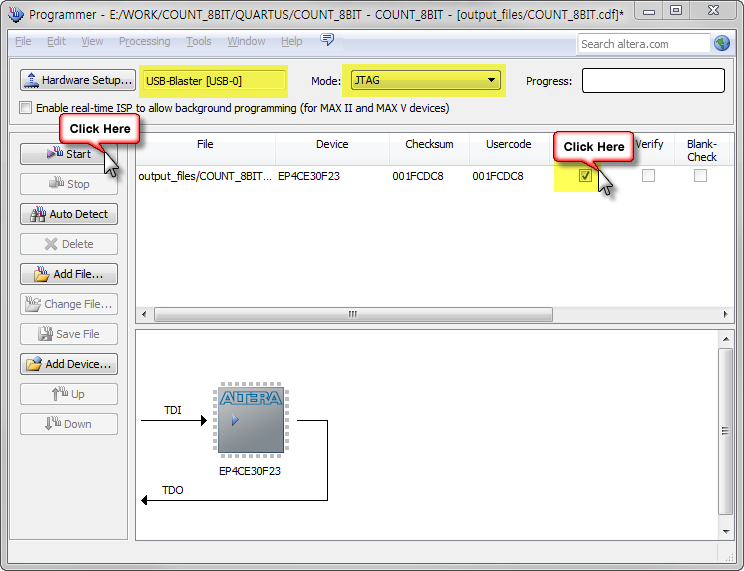 Programmer - E:/WORK/COUNT_8BIT/QUARTUS/COUNT_8BIT - COUNT_8BIT - [output_files/COUNT_8BIT.cdf]*
File Edit View Processing Tools Window Help Search altera.com
Hardware Setup... USB-Blaster [USB-0] Mode: JTAG Progress:
Enable real-time ISP to allow background programming (for MAX II and MAX V devices)
Click Here
Start
Stop
Auto Detect
Delete
Add File...
Change File...
Save File
Add Device...
Up
Down
File Device Checksum Usercode Click Here Verify Blank-
Check
output_files/COUNT_8BIT... EP4CE30F23 001FCDC8 001FCDC8
ALTERA
TDI
EP4CE30F23
TDO